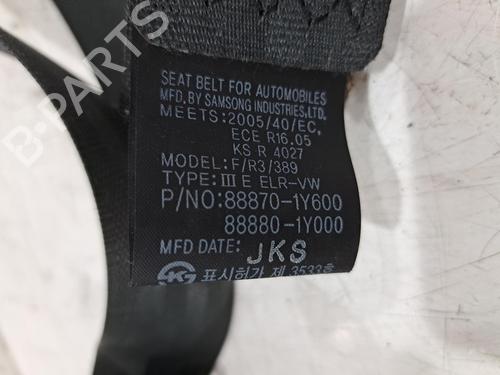 SEAT BELT FOR AUTOMOBILES
MFD. BY SAMSONG INDUSTRIES,LTD.
MEETS: 2005/40/EC,
ECE R16.05
KS R 4027
MODEL: F/R3/389
TYPE: III E ELR-VW
P/NO: 88870-1Y600
88880-1Y000
MFD DATE: JKS
표시허가 제 3533호
B-PARTS